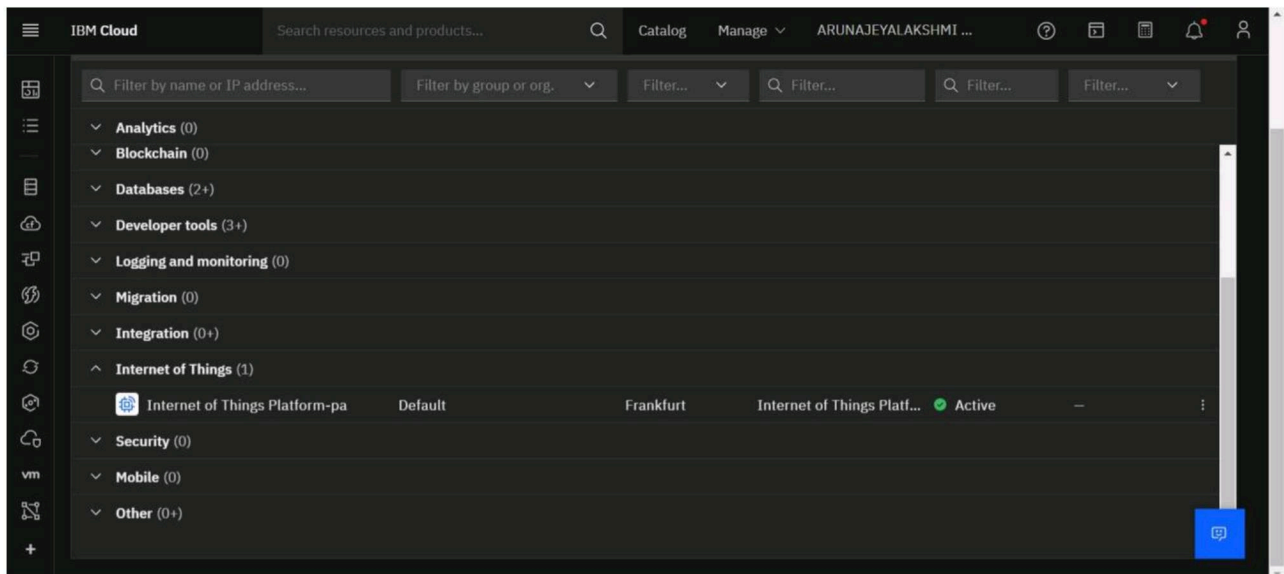 IBM Cloud Search resources and products... Catalog Manage ARUNAJEYALAKSHMI ...
Filter by name or IP address... Filter by group or org. Filter... Filter... Filter... Filter...
Analytics (0)
Blockchain (0)
Databases (2+)
Developer tools (3+)
Logging and monitoring (0)
Migration (0)
Integration (0+)
Internet of Things (1)
Internet of Things Platform-pa Default Frankfurt Internet of Things Platf... Active –
Security (0)
vm Mobile (0)
Other (0+)